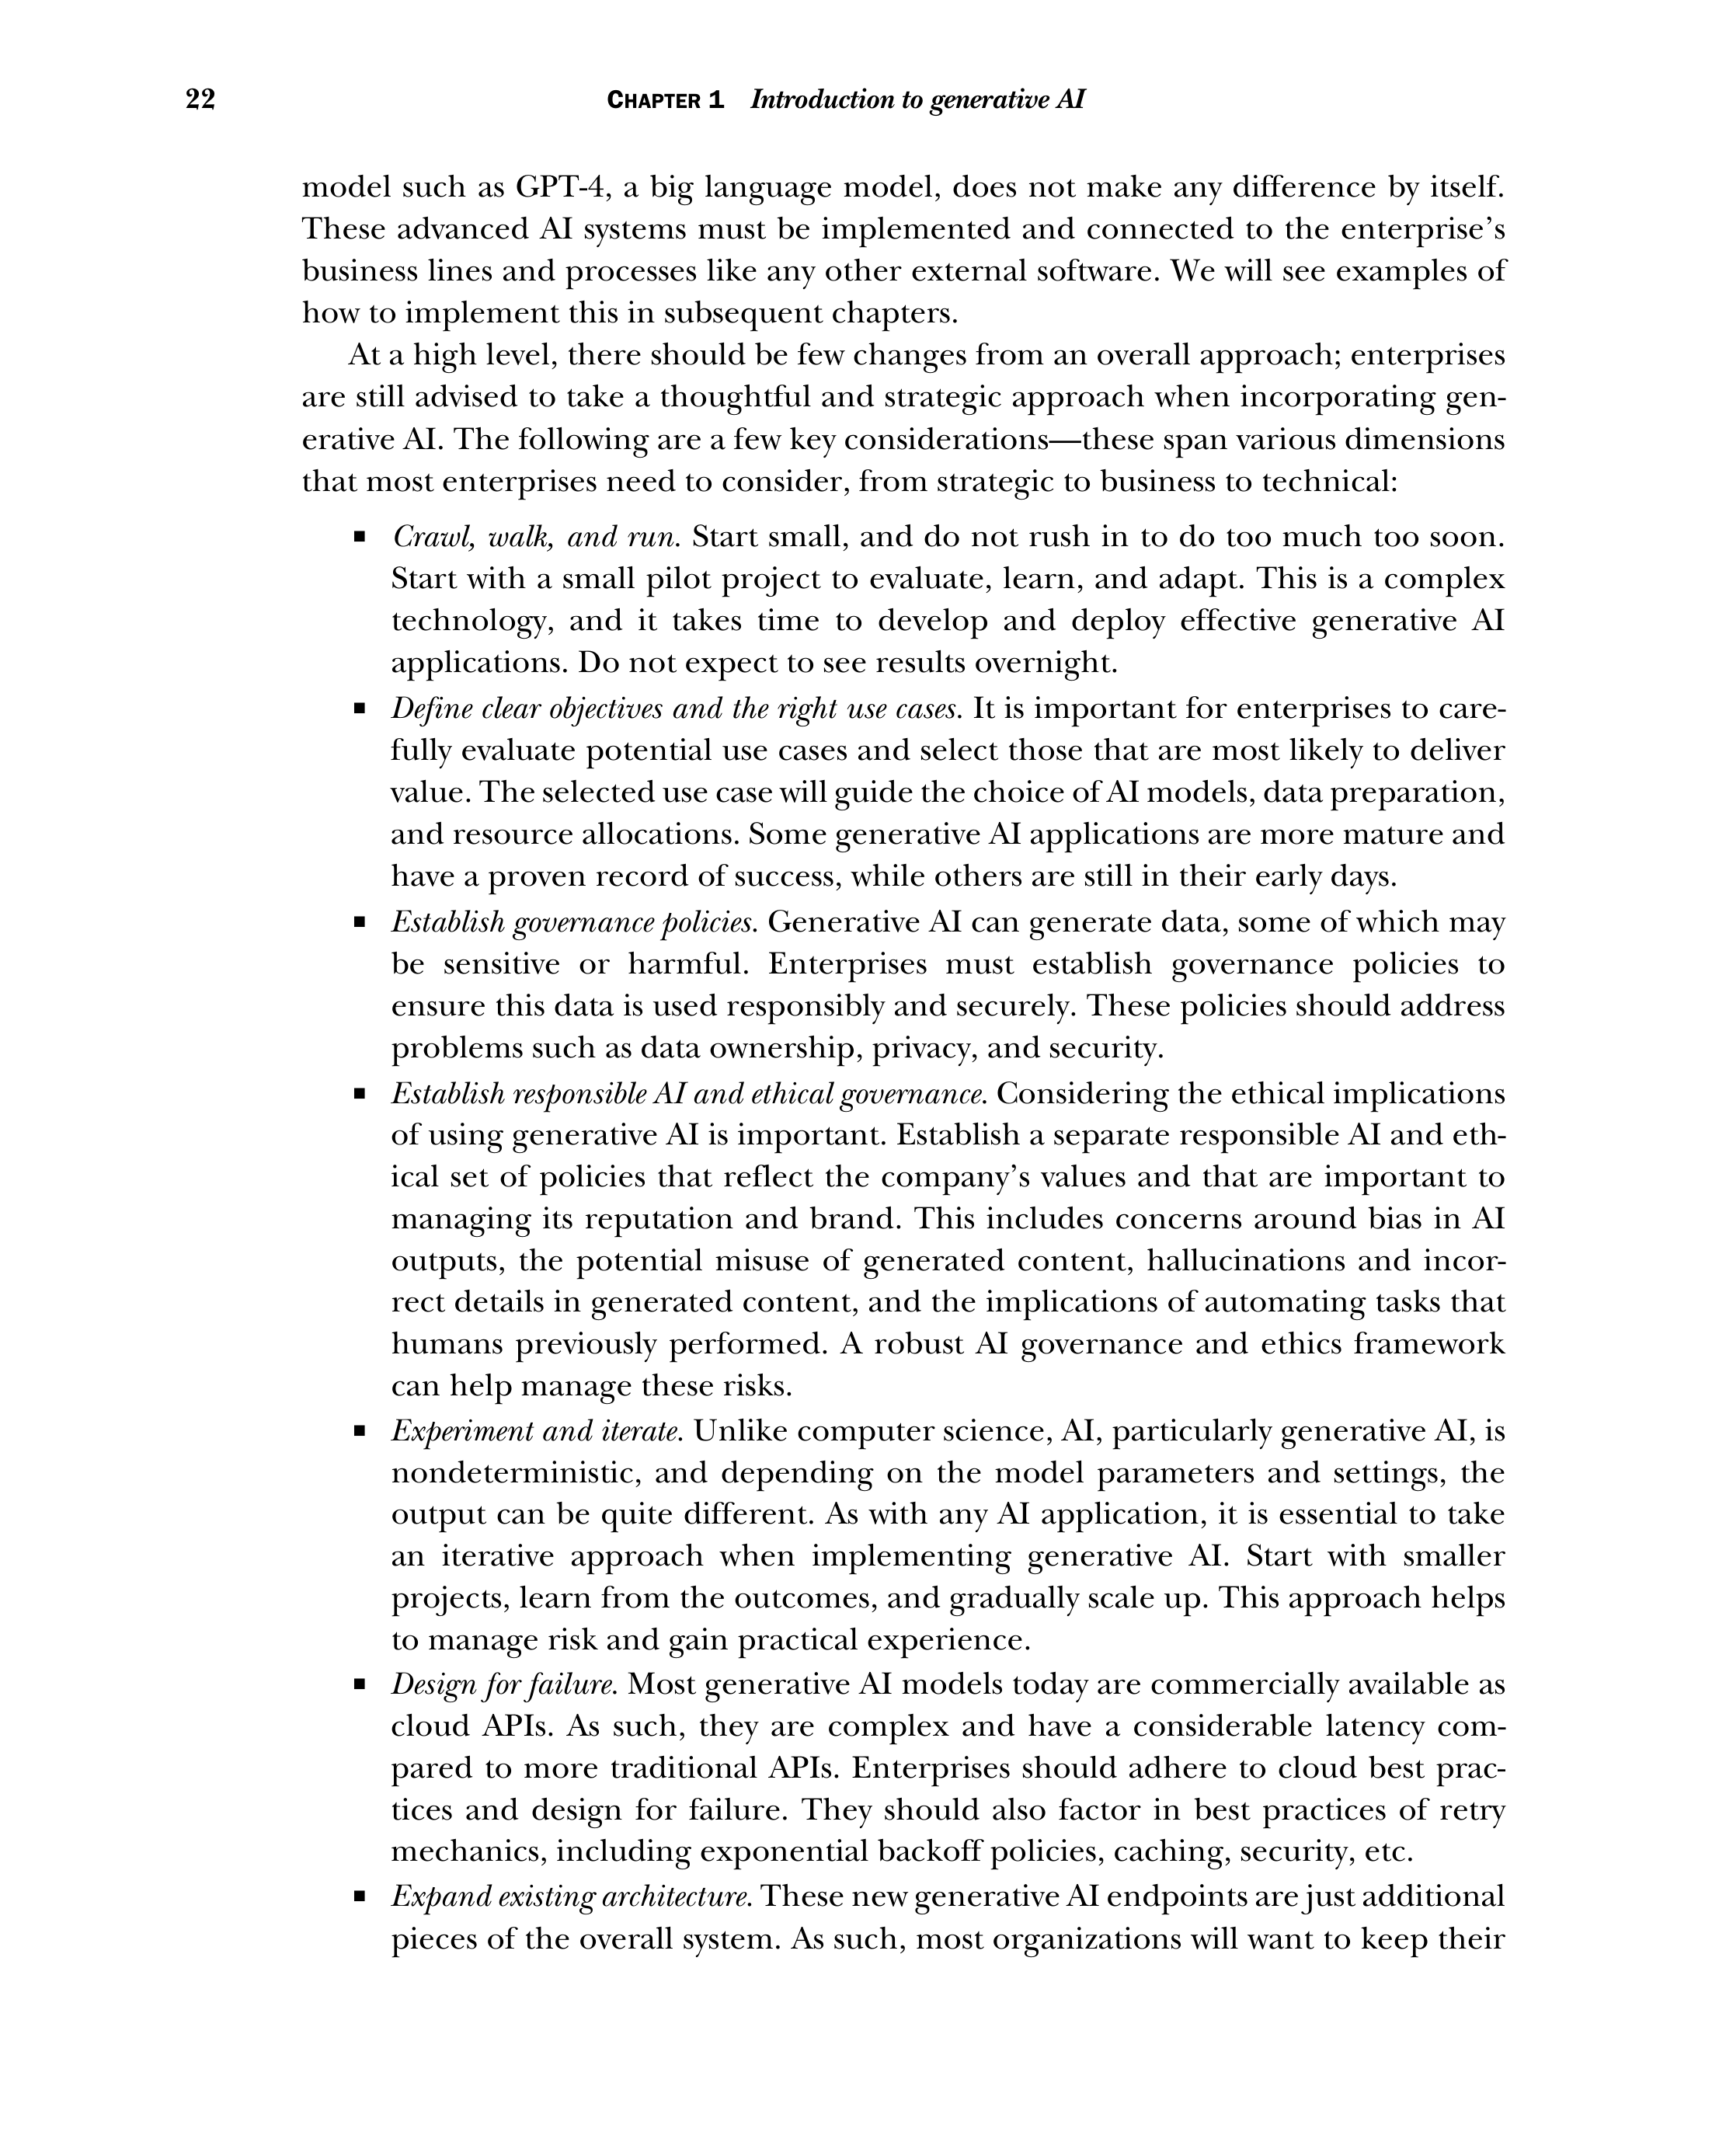 22
CHAPTER 1 Introduction to generative AI
model such as GPT-4, a big language model, does not make any difference by itself.
These advanced AI systems must be implemented and connected to the enterprise’s
business lines and processes like any other external software. We will see examples of
how to implement this in subsequent chapters.
At a high level, there should be few changes from an overall approach; enterprises
are still advised to take a thoughtful and strategic approach when incorporating gen-
erative AI. The following are a few key considerations—these span various dimensions
that most enterprises need to consider, from strategic to business to technical:
■ Crawl, walk, and run. Start small, and do not rush in to do too much too soon.
Start with a small pilot project to evaluate, learn, and adapt. This is a complex
technology, and it takes time to develop and deploy effective generative AI
applications. Do not expect to see results overnight.
■ Define clear objectives and the right use cases. It is important for enterprises to care-
fully evaluate potential use cases and select those that are most likely to deliver
value. The selected use case will guide the choice of AI models, data preparation,
and resource allocations. Some generative AI applications are more mature and
have a proven record of success, while others are still in their early days.
■ Establish governance policies. Generative AI can generate data, some of which may
be sensitive or harmful. Enterprises must establish governance policies to
ensure this data is used responsibly and securely. These policies should address
problems such as data ownership, privacy, and security.
■ Establish responsible AI and ethical governance. Considering the ethical implications
of using generative AI is important. Establish a separate responsible AI and eth-
ical set of policies that reflect the company’s values and that are important to
managing its reputation and brand. This includes concerns around bias in AI
outputs, the potential misuse of generated content, hallucinations and incor-
rect details in generated content, and the implications of automating tasks that
humans previously performed. A robust AI governance and ethics framework
can help manage these risks.
■ Experiment and iterate. Unlike computer science, AI, particularly generative AI, is
nondeterministic, and depending on the model parameters and settings, the
output can be quite different. As with any AI application, it is essential to take
an iterative approach when implementing generative AI. Start with smaller
projects, learn from the outcomes, and gradually scale up. This approach helps
to manage risk and gain practical experience.
■ Design for failure. Most generative AI models today are commercially available as
cloud APIs. As such, they are complex and have a considerable latency com-
pared to more traditional APIs. Enterprises should adhere to cloud best prac-
tices and design for failure. They should also factor in best practices of retry
mechanics, including exponential backoff policies, caching, security, etc.
■ Expand existing architecture. These new generative AI endpoints are just additional
pieces of the overall system. As such, most organizations will want to keep their